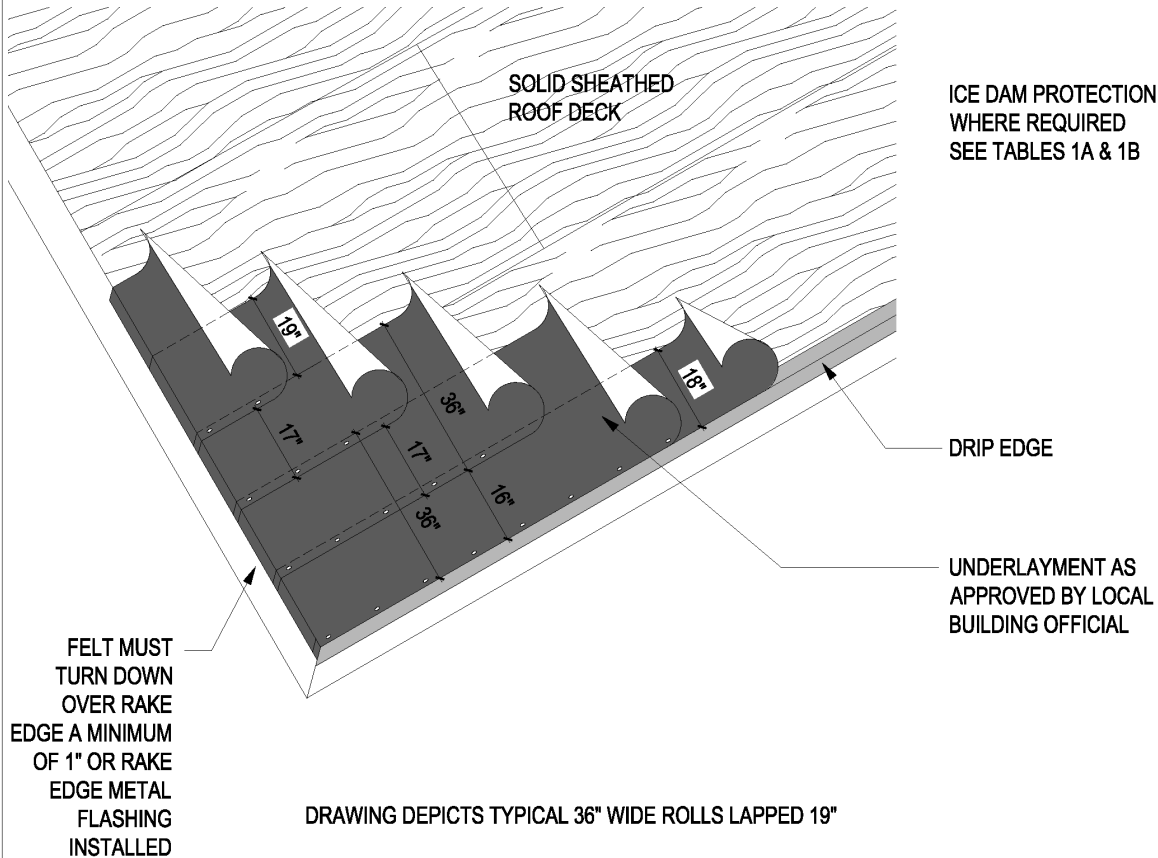 SOLID SHEATHED
ROOF DECK
ICE DAM PROTECTION
WHERE REQUIRED
SEE TABLES 1A & 1B
19"
18"
36"
17"
17"
16"
36"
DRIP EDGE
UNDERLAYMENT AS
APPROVED BY LOCAL
BUILDING OFFICIAL
FELT MUST
TURN DOWN
OVER RAKE
EDGE A MINIMUM
OF 1" OR RAKE
EDGE METAL
FLASHING
INSTALLED
DRAWING DEPICTS TYPICAL 36" WIDE ROLLS LAPPED 19"